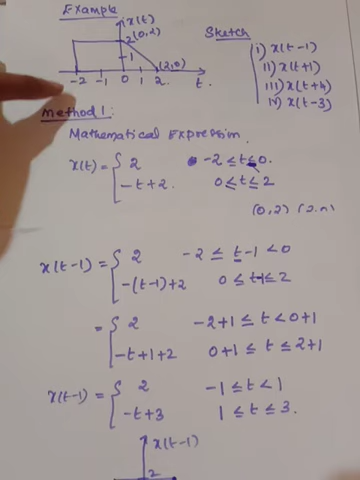 Example
x(t)
2 (0,2)
1
(2,0)
-2 -1 0 1 2 t.
Sketch
i) x(t-1)
ii) x(t+1)
iii) x(t+4)
iv) x(t-3)
Method 1:
Mathematical Expression.
x(t) = { 2 -2 ≤ t ≤ 0.
-t+2. 0 ≤ t ≤ 2
(0,2)
x(t-1) = { 2 -2 ≤ t-1 < 0
-(t-1)+2 0 ≤ t-1 ≤ 2
= { 2 -2+1 ≤ t < 0+1
-t+1+2 0+1 ≤ t ≤ 2+1
x(t-1) = { 2 -1 ≤ t < 1
-t+3 1 ≤ t ≤ 3.
x(t-1)
2